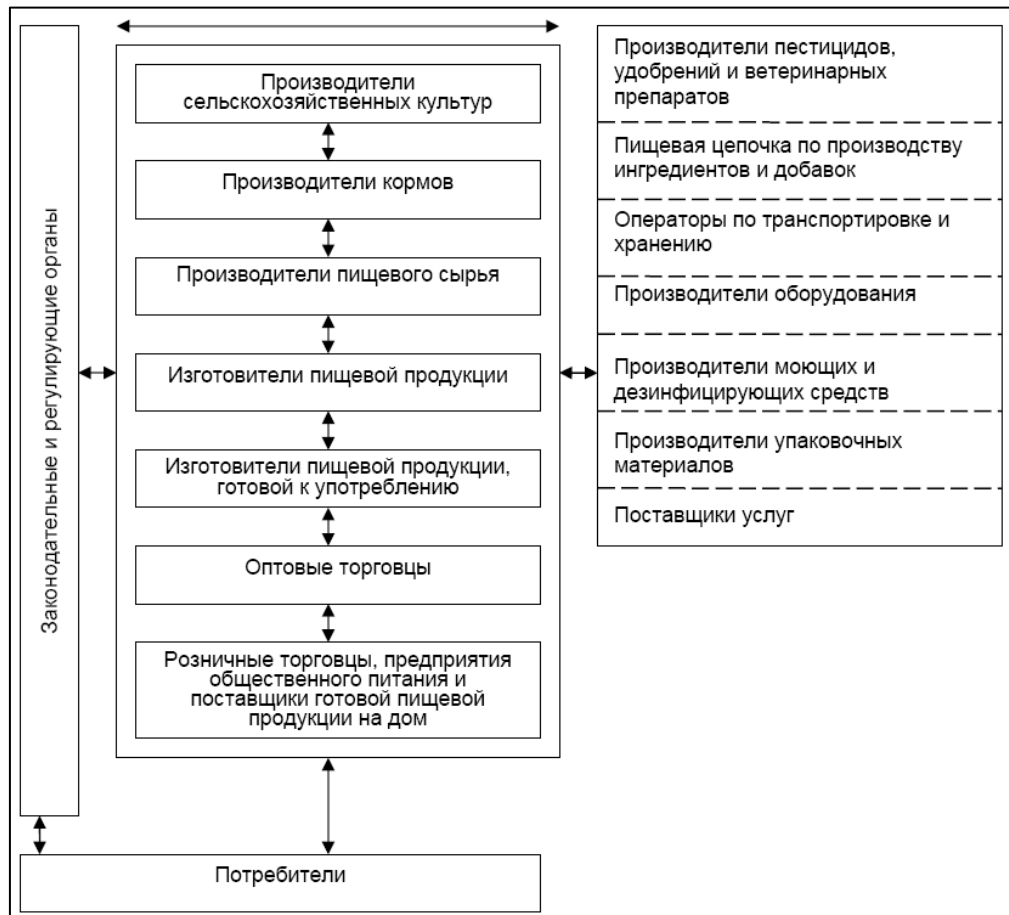 Законодательные и регулирующие органы
Производители
сельскохозяйственных культур
Производители кормов
Производители пищевого сырья
Изготовители пищевой продукции
Изготовители пищевой продукции,
готовой к употреблению
Оптовые торговцы
Розничные торговцы, предприятия
общественного питания и
поставщики готовой пищевой
продукции на дом
Производители пестицидов,
удобрений и ветеринарных
препаратов
Пищевая цепочка по производству
ингредиентов и добавок
Операторы по транспортировке и
хранению
Производители оборудования
Производители моющих и
дезинфицирующих средств
Производители упаковочных
материалов
Поставщики услуг
Потребители